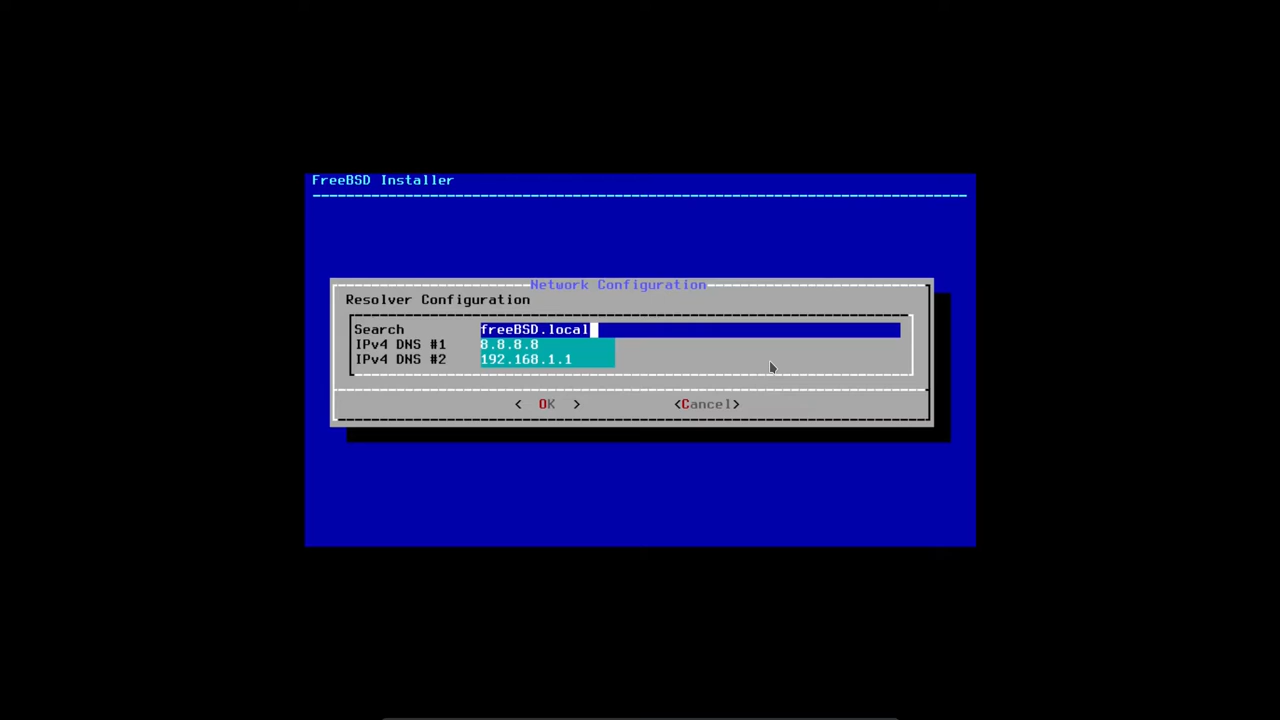 FreeBSD Installer
Network Configuration
Resolver Configuration
Search freeBSD.local
IPv4 DNS #1 8.8.8.8
IPv4 DNS #2 192.168.1.1
< OK > <Cancel>